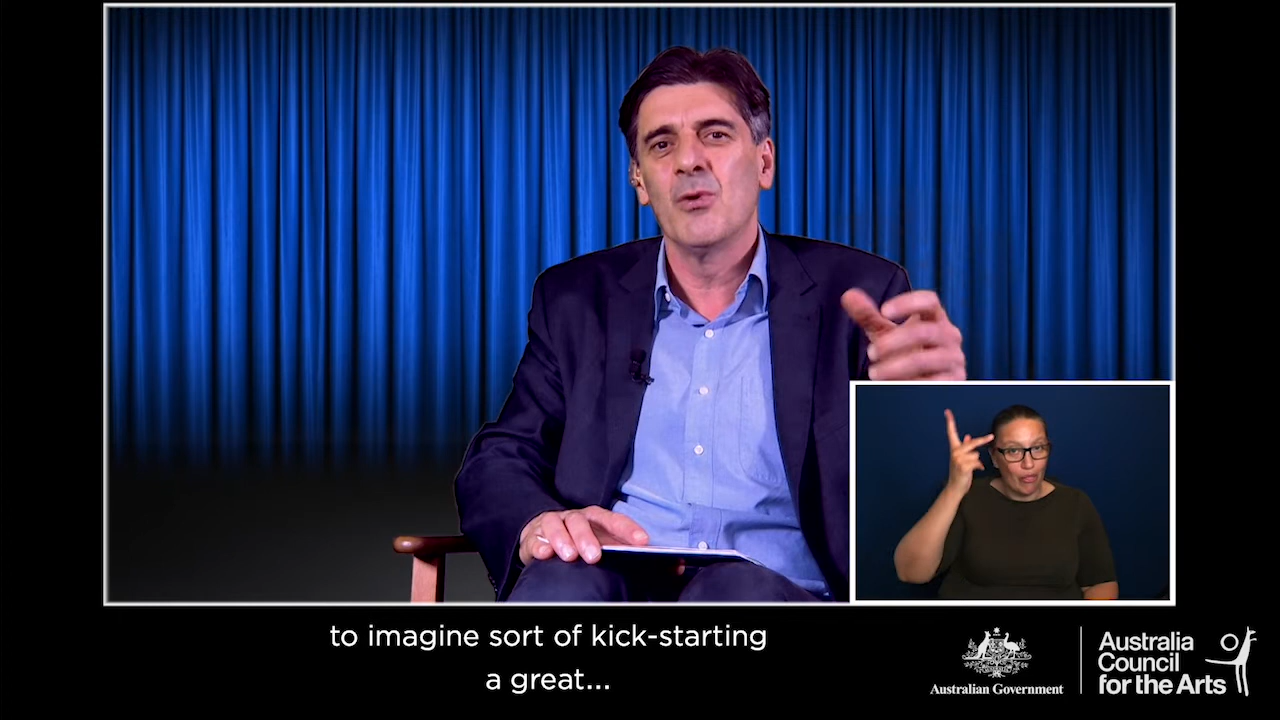 to imagine sort of kick-starting
a great...
Australian Government
Australia
Council
for the Arts